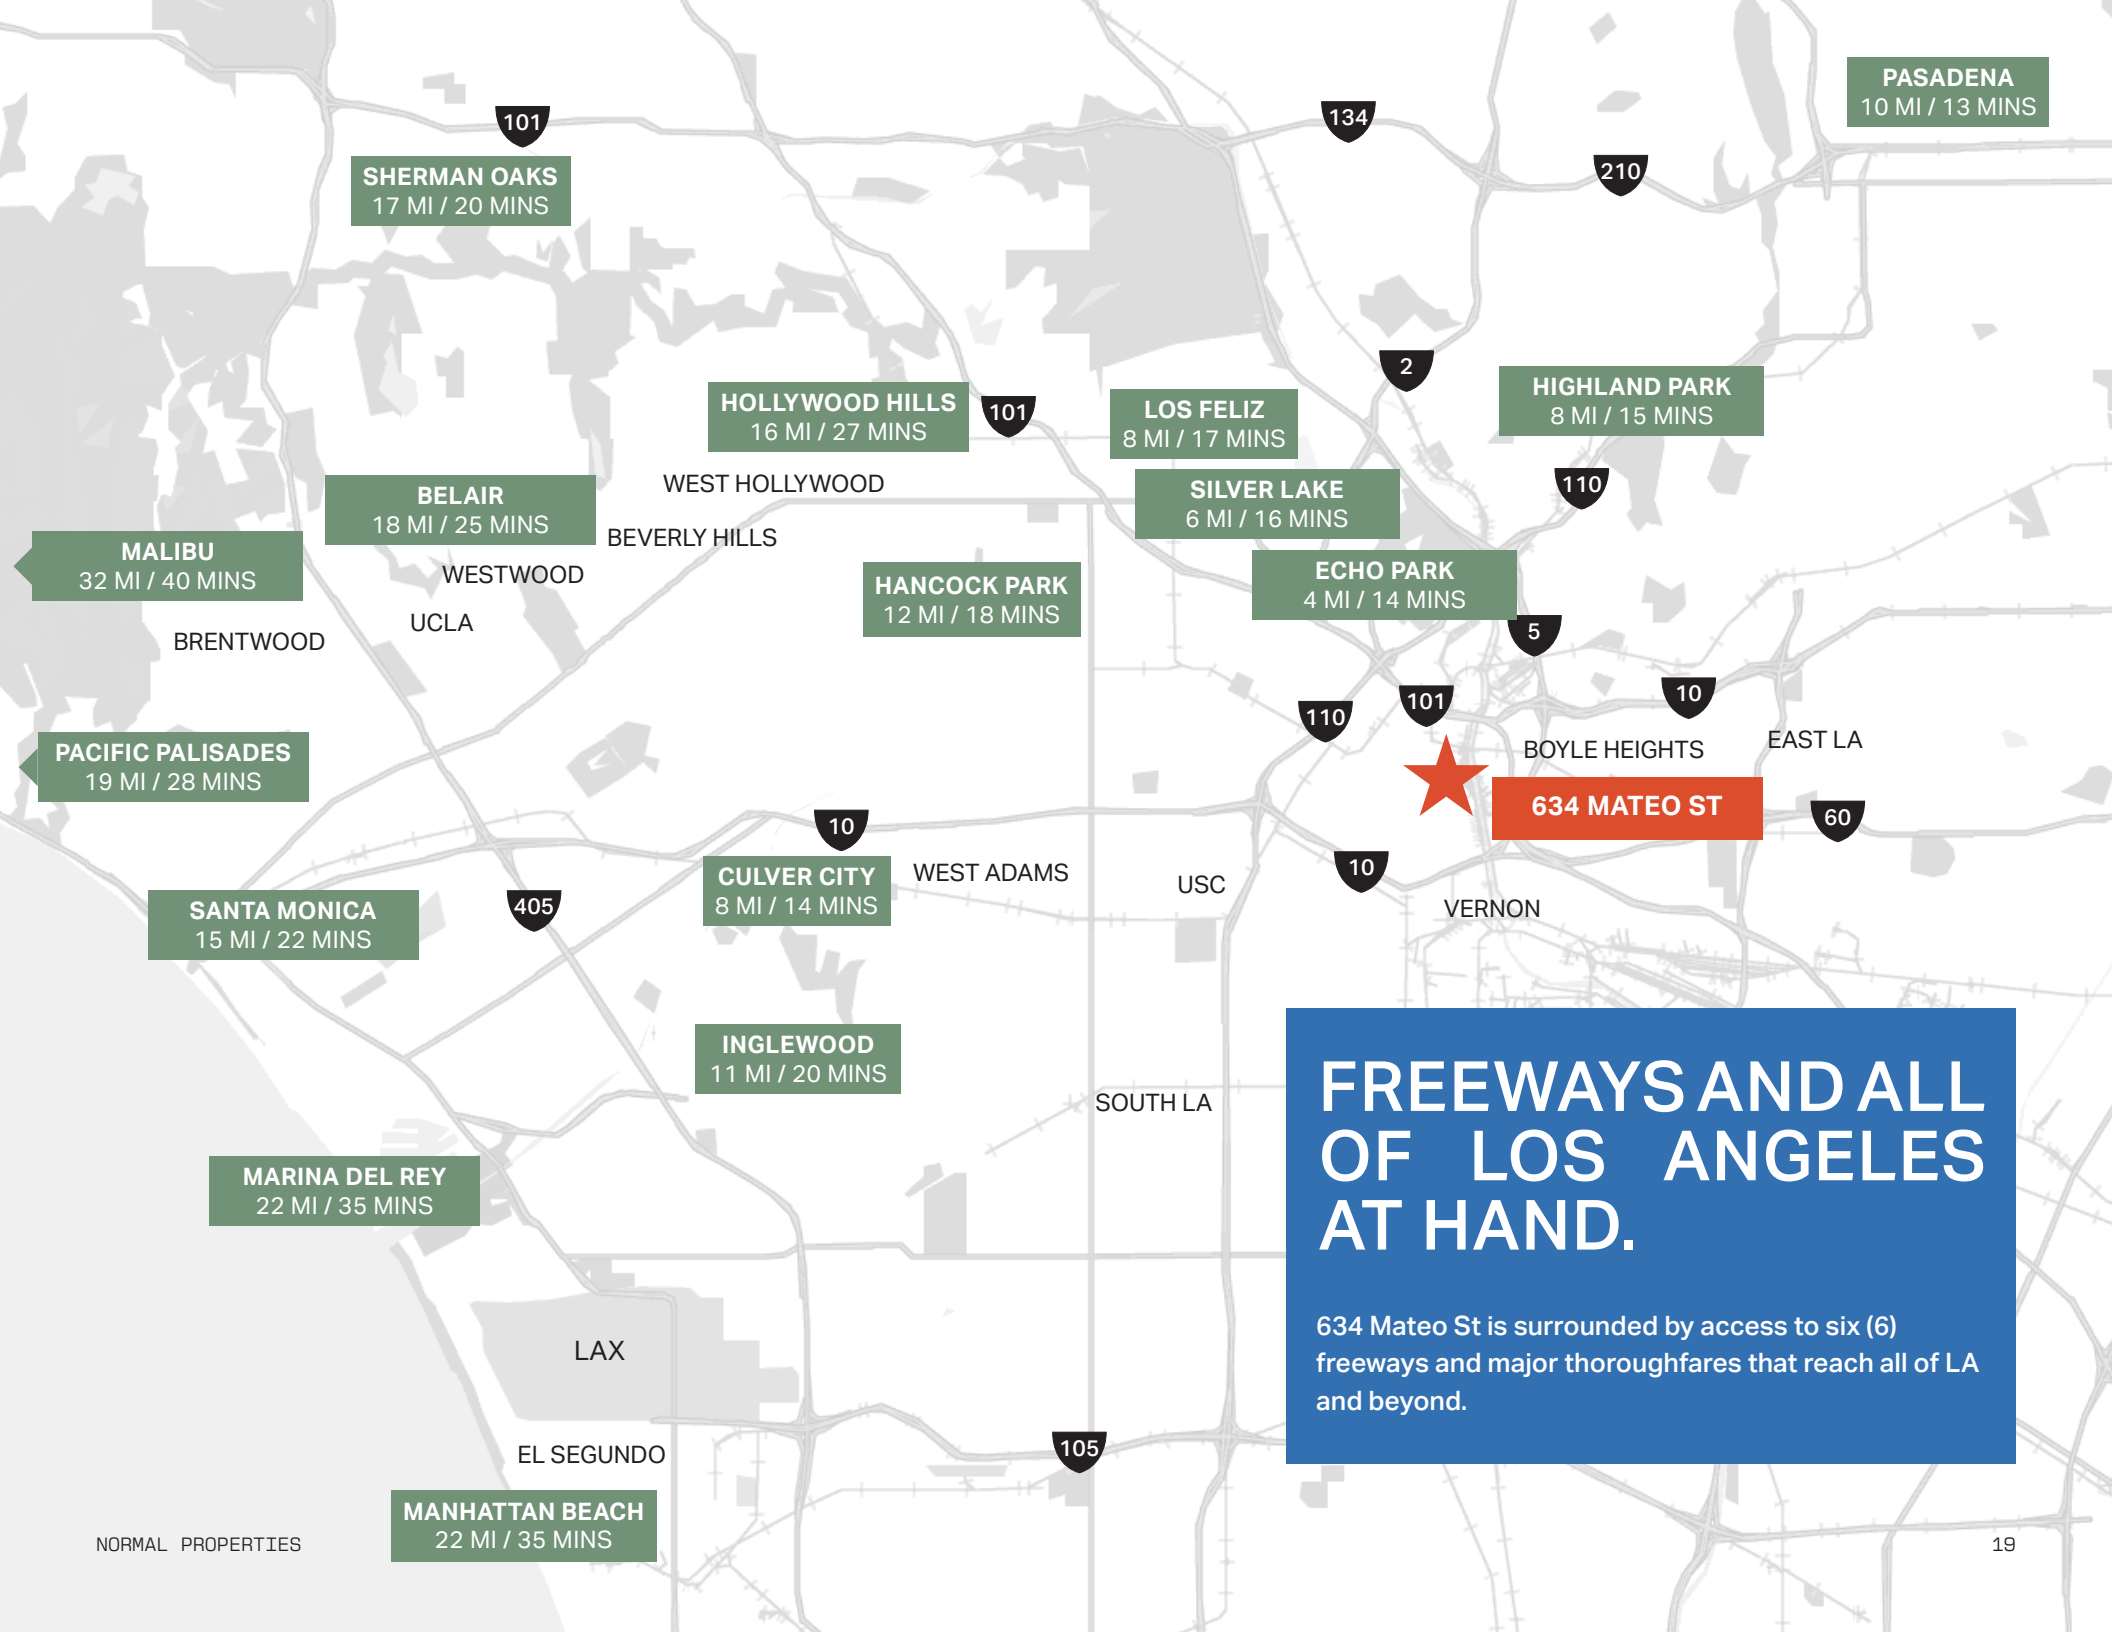 PASADENA
10 MI / 13 MINS
101
134
210
SHERMAN OAKS
17 MI / 20 MINS
2
HOLLYWOOD HILLS
16 MI / 27 MINS
101
LOS FELIZ
8 MI / 17 MINS
HIGHLAND PARK
8 MI / 15 MINS
BELAIR
18 MI / 25 MINS
WEST HOLLYWOOD
SILVER LAKE
6 MI / 16 MINS
110
BEVERLY HILLS
MALIBU
32 MI / 40 MINS
WESTWOOD
HANCOCK PARK
12 MI / 18 MINS
ECHO PARK
4 MI / 14 MINS
UCLA
BRENTWOOD
5
110
101
10
PACIFIC PALISADES
19 MI / 28 MINS
BOYLE HEIGHTS
EAST LA
634 MATEO ST
60
10
CULVER CITY
8 MI / 14 MINS
WEST ADAMS
USC
10
VERNON
SANTA MONICA
15 MI / 22 MINS
405
INGLEWOOD
11 MI / 20 MINS
SOUTH LA
FREEWAYS AND ALL
OF LOS ANGELES
AT HAND.
MARINA DEL REY
22 MI / 35 MINS
634 Mateo St is surrounded by access to six (6)
freeways and major thoroughfares that reach all of LA
and beyond.
LAX
EL SEGUNDO
105
MANHATTAN BEACH
22 MI / 35 MINS
NORMAL PROPERTIES
19